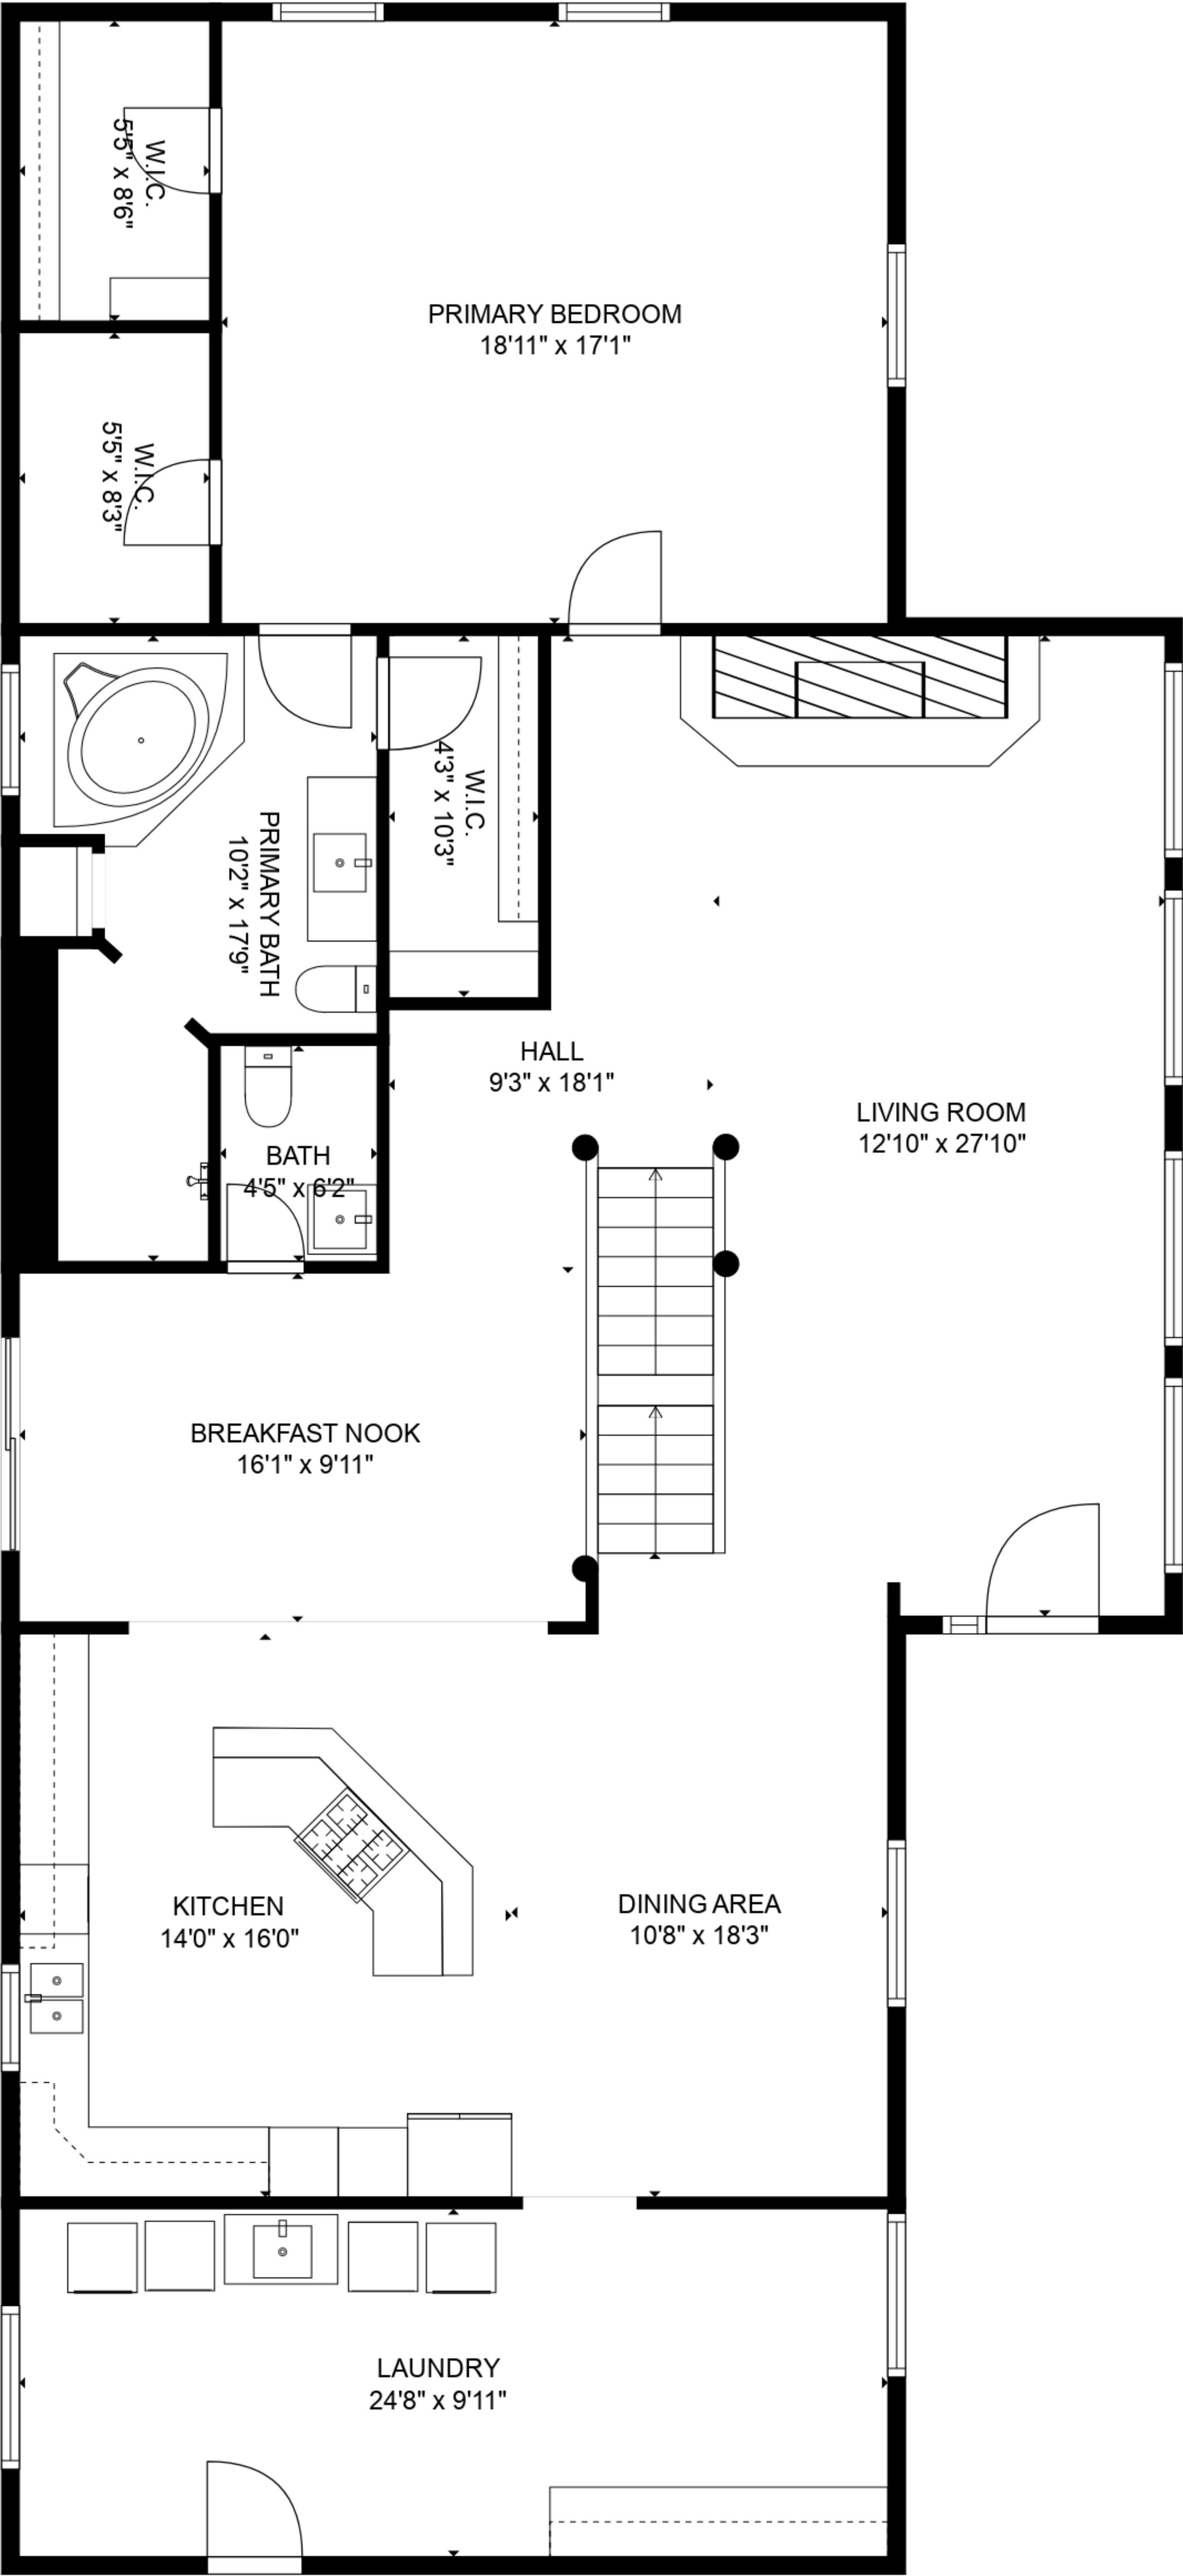 W.I.C.
5'5" x 8'6"
PRIMARY BEDROOM
18'11" x 17'1"
W.I.C.
5'5" x 8'3"
W.I.C.
4'3" x 10'3"
PRIMARY BATH
10'2" x 17'9"
HALL
9'3" x 18'1"
LIVING ROOM
12'10" x 27'10"
BATH
4'5" x 6'2"
BREAKFAST NOOK
16'1" x 9'11"
KITCHEN
14'0" x 16'0"
DINING AREA
10'8" x 18'3"
LAUNDRY
24'8" x 9'11"